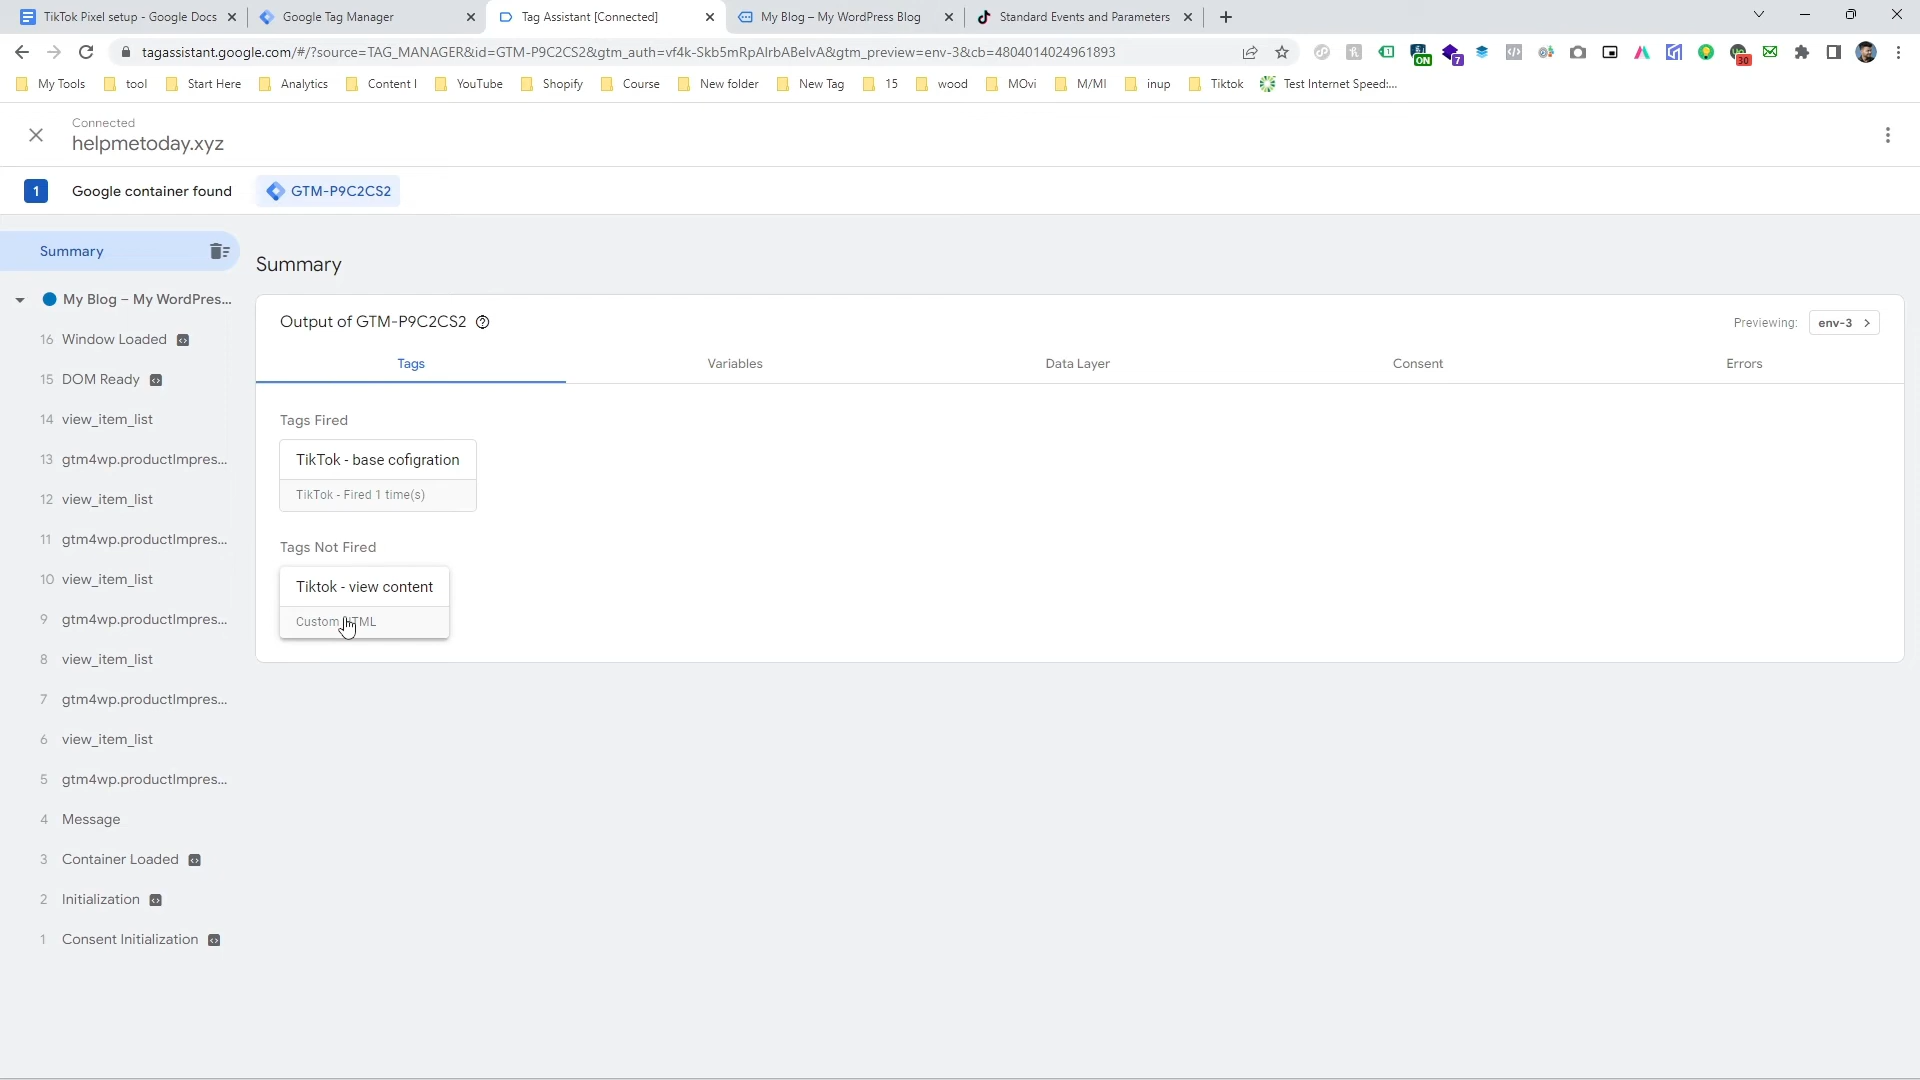 TikTok Pixel setup - Google Docs
Google Tag Manager
Tag Assistant [Connected]
My Blog – My WordPress Blog
Standard Events and Parameters
tagassistant.google.com/#/?source=TAG_MANAGER&id=GTM-P9C2CS2&gtm_auth=vf4k-Skb5mRpAlrbABelvA&gtm_preview=env-3&cb=4804014024961893
ON
7
30
My Tools
tool
Start Here
Analytics
Content I
YouTube
Shopify
Course
New folder
New Tag
15
wood
MOvi
M/MI
inup
Tiktok
Test Internet Speed:...
Connected
helpmetoday.xyz
1
Google container found
GTM-P9C2CS2
Summary
My Blog – My WordPres...
16 Window Loaded
15 DOM Ready
14 view_item_list
13 gtm4wp.productImpres...
12 view_item_list
11 gtm4wp.productImpres...
10 view_item_list
9 gtm4wp.productImpres...
8 view_item_list
7 gtm4wp.productImpres...
6 view_item_list
5 gtm4wp.productImpres...
4 Message
3 Container Loaded
2 Initialization
1 Consent Initialization
Summary
Output of GTM-P9C2CS2
Previewing: env-3
Tags
Variables
Data Layer
Consent
Errors
Tags Fired
TikTok - base cofigration
TikTok - Fired 1 time(s)
Tags Not Fired
Tiktok - view content
Custom HTML